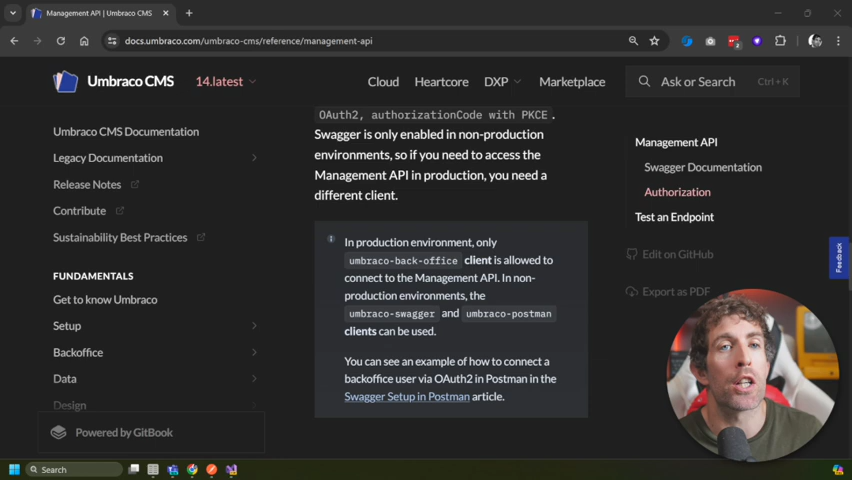 Management API | Umbraco CMS
docs.umbraco.com/umbraco-cms/reference/management-api
2
Umbraco CMS
14.latest
Cloud
Heartcore
DXP
Marketplace
Ask or Search
Ctrl + K
Umbraco CMS Documentation
Legacy Documentation
Release Notes
Contribute
Sustainability Best Practices
FUNDAMENTALS
Get to know Umbraco
Setup
Backoffice
Data
Design
Powered by GitBook
OAuth2, authorizationCode with PKCE .
Swagger is only enabled in non-production
environments, so if you need to access the
Management API in production, you need a
different client.
In production environment, only
umbraco-back-office client is allowed to
connect to the Management API. In non-
production environments, the
umbraco-swagger and umbraco-postman
clients can be used.
You can see an example of how to connect a
backoffice user via OAuth2 in Postman in the
Swagger Setup in Postman article.
Management API
Swagger Documentation
Authorization
Test an Endpoint
Edit on GitHub
Export as PDF
Feedback
Search